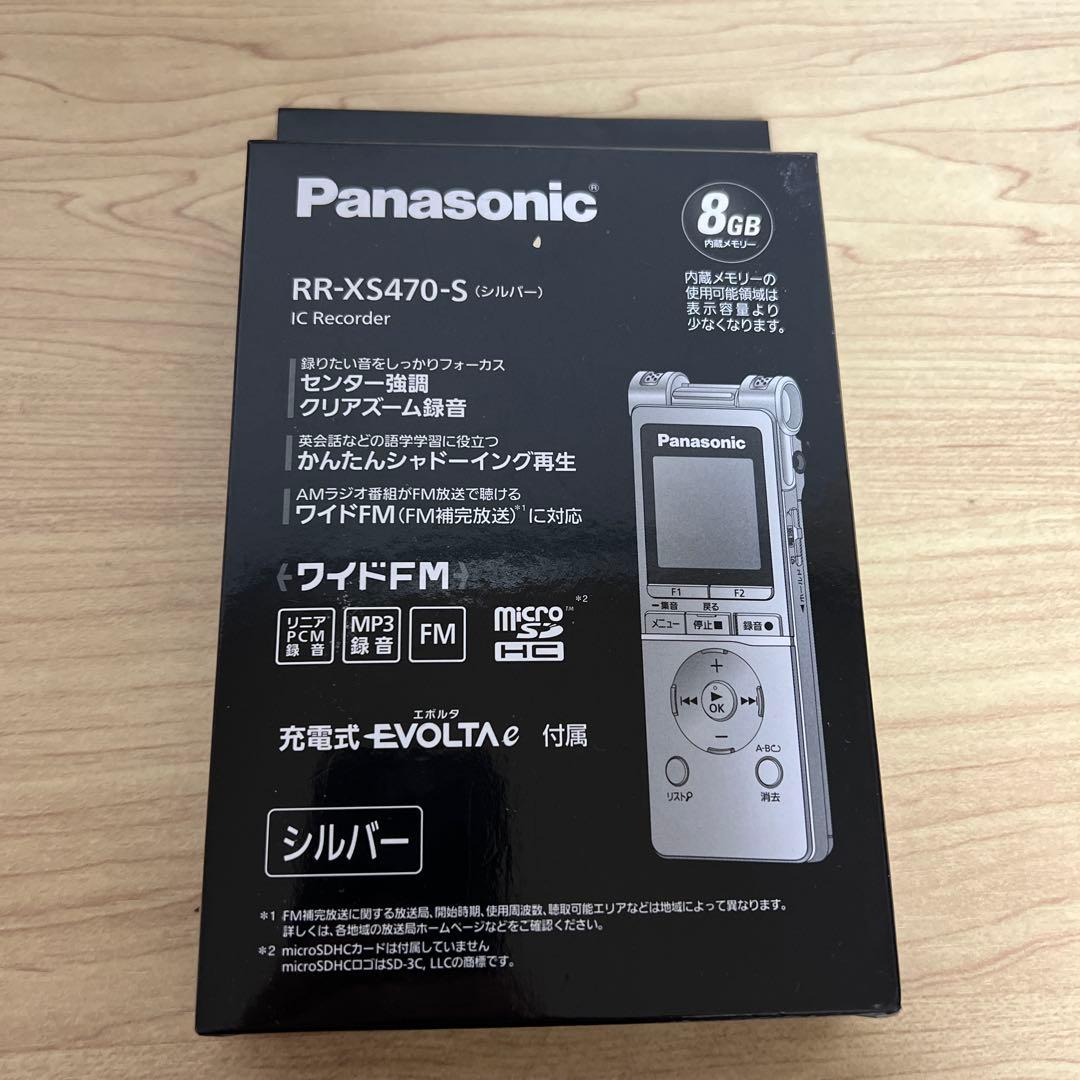 Panasonic®
8GB
内蔵メモリー
内蔵メモリーの
使用可能領域は
表示容量より
少なくなります。
RR-XS470-S（シルバー）
IC Recorder
録りたい音をしっかりフォーカス
センター強調
クリアズーム録音
英会話などの語学学習に役立つ
かんたんシャドーイング再生
AMラジオ番組がFM放送で聴ける
ワイドFM（FM補完放送）*1に対応
ワイドFM
リニア
PCM
録音
MP3
録音
FM
micro
SD
HC
™
*2
充電式 EVOLTA e 付属
エボルタ
シルバー
Panasonic
F1 F2
ー集音 戻る
メニュー 停止■ 録音●
+
OK
−
A-B
リスト
消去
*1 FM補完放送に関する放送局、開始時期、使用周波数、聴取可能エリアなどは地域によって異なります。
詳しくは、各地域の放送局ホームページなどをご確認ください。
*2 microSDHCカードは付属していません
microSDHCロゴはSD-3C, LLCの商標です。